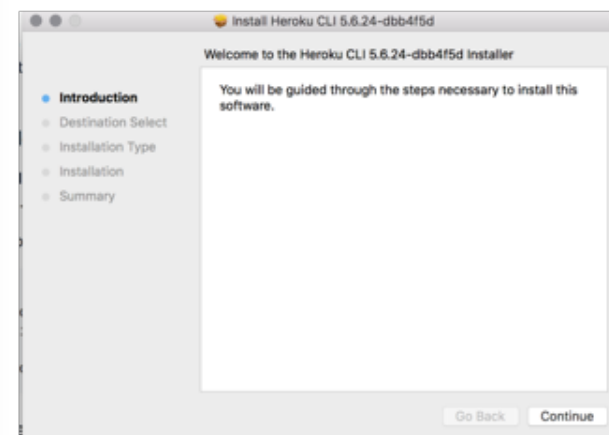 Install Heroku CLI 5.6.24-dbb4f5d
Welcome to the Heroku CLI 5.6.24-dbb4f5d Installer
Introduction
Destination Select
Installation Type
Installation
Summary
You will be guided through the steps necessary to install this
software.
Go Back
Continue